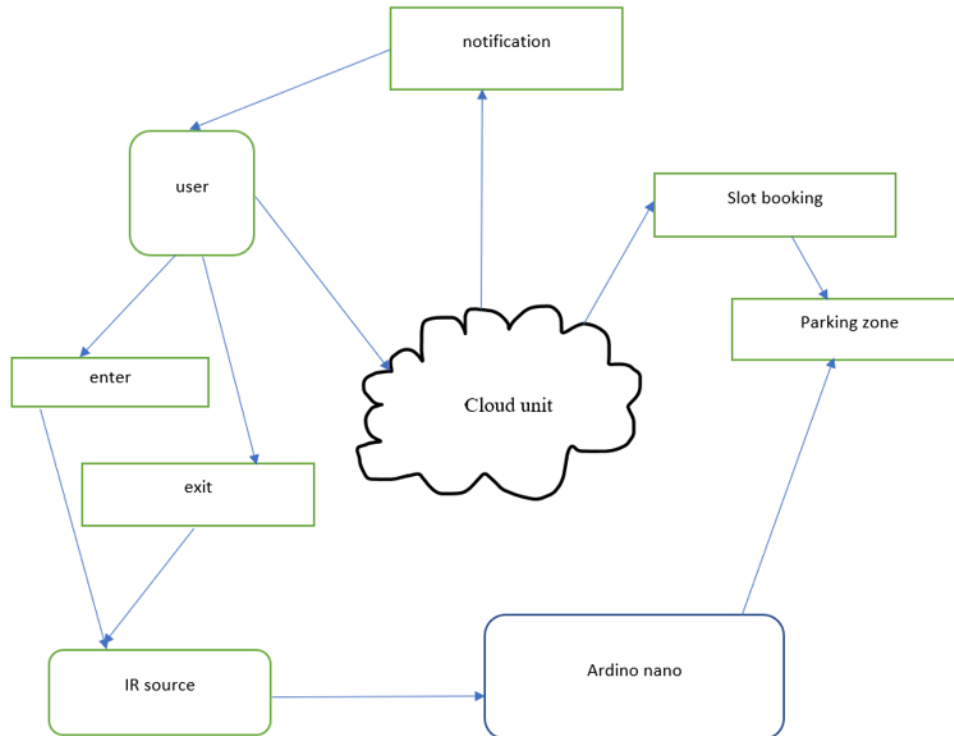 notification
user
Slot booking
Parking zone
enter
Cloud unit
exit
IR source
Ardino nano